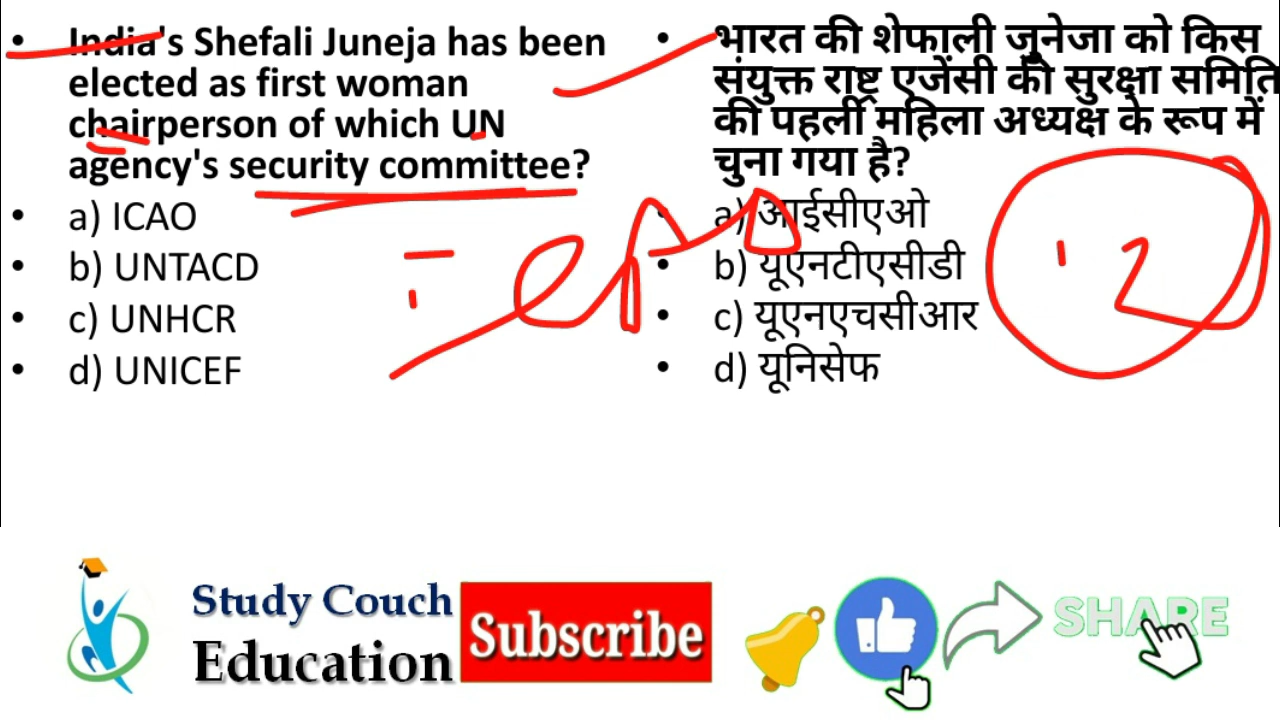 • India's Shefali Juneja has been
elected as first woman
chairperson of which UN
agency's security committee?
• a) ICAO
• b) UNTACD
• c) UNHCR
• d) UNICEF
• भारत की शेफाली जुनेजा को किस
संयुक्त राष्ट्र एजेंसी की सुरक्षा समिति
की पहली महिला अध्यक्ष के रूप में
चुना गया है?
• a) आईसीएओ
• b) यूएनटीएसीडी
• c) यूएनएचसीआर
• d) यूनिसेफ
Study Couch
Education
Subscribe
SHARE